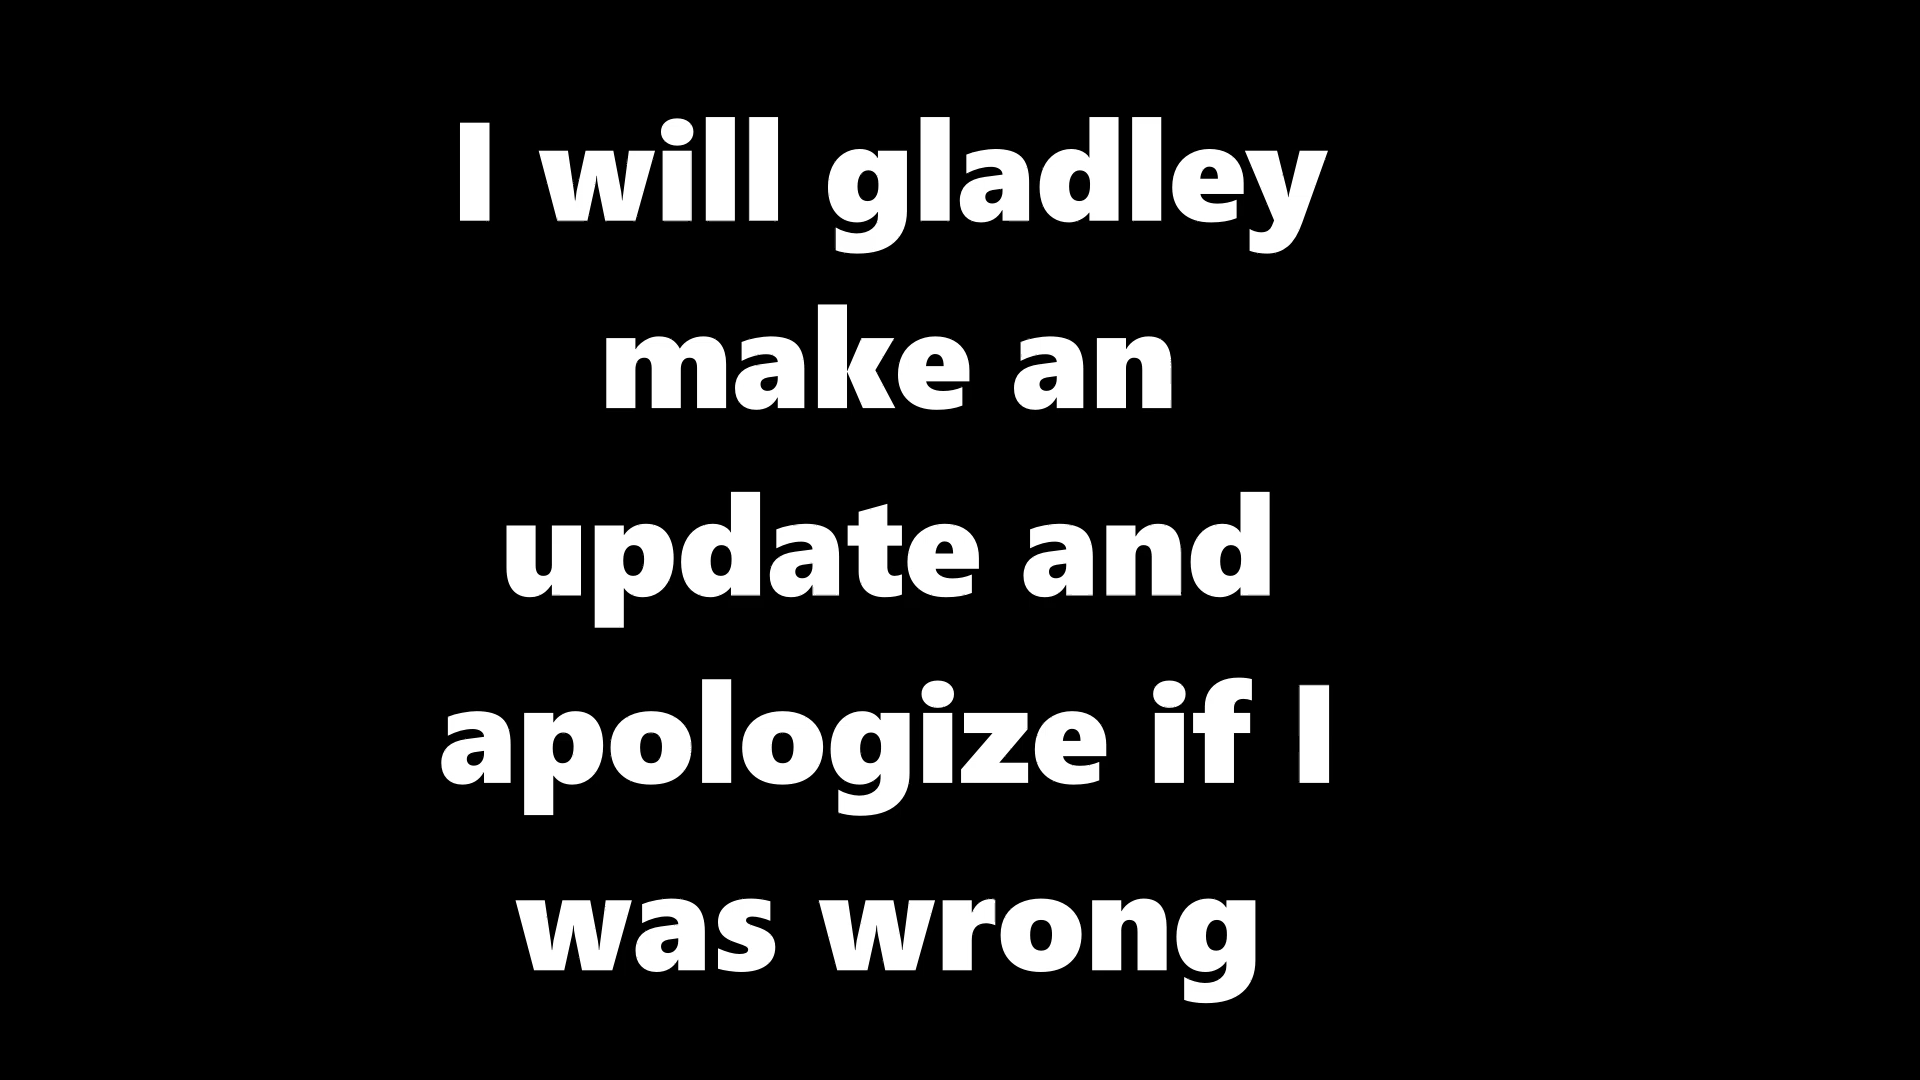 I will gladley
make an
update and
apologize if I
was wrong